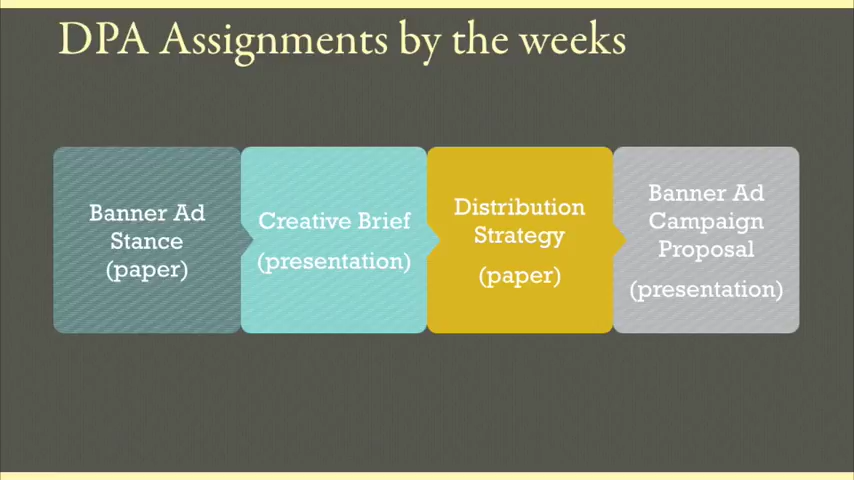 DPA Assignments by the weeks
Banner Ad
Stance
(paper)
Creative Brief
(presentation)
Distribution
Strategy
(paper)
Banner Ad
Campaign
Proposal
(presentation)